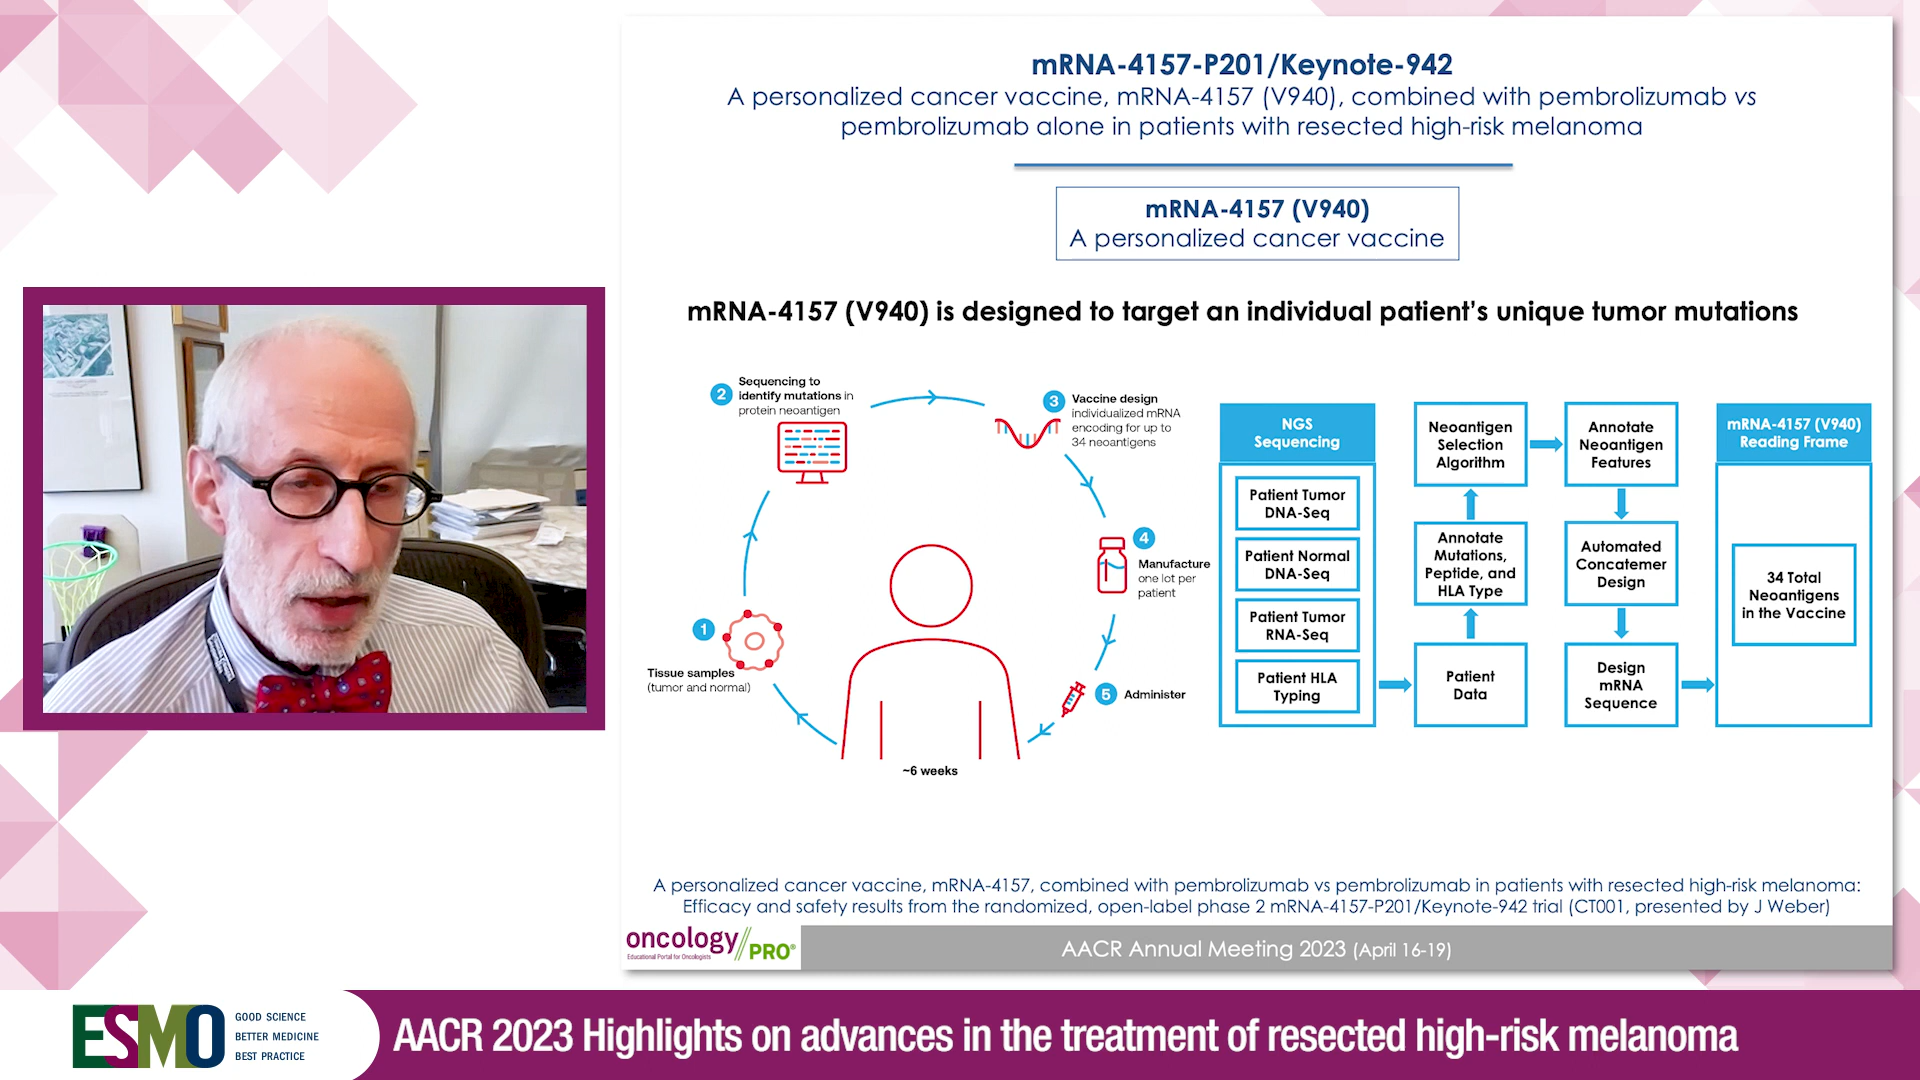 mRNA-4157-P201/Keynote-942
A personalized cancer vaccine, mRNA-4157 (V940), combined with pembrolizumab vs
pembrolizumab alone in patients with resected high-risk melanoma
mRNA-4157 (V940)
A personalized cancer vaccine
mRNA-4157 (V940) is designed to target an individual patient's unique tumor mutations
1
Tissue samples
(tumor and normal)
2
Sequencing to
identify mutations in
protein neoantigen
3
Vaccine design
individualized mRNA
encoding for up to
34 neoantigens
4
Manufacture
one lot per
patient
5
Administer
~6 weeks
NGS
Sequencing
Patient Tumor
DNA-Seq
Patient Normal
DNA-Seq
Patient Tumor
RNA-Seq
Patient HLA
Typing
Patient
Data
Annotate
Mutations,
Peptide, and
HLA Type
Neoantigen
Selection
Algorithm
Annotate
Neoantigen
Features
Automated
Concatemer
Design
Design
mRNA
Sequence
mRNA-4157 (V940)
Reading Frame
34 Total
Neoantigens
in the Vaccine
A personalized cancer vaccine, mRNA-4157, combined with pembrolizumab vs pembrolizumab in patients with resected high-risk melanoma:
Efficacy and safety results from the randomized, open-label phase 2 mRNA-4157-P201/Keynote-942 trial (CT001, presented by J Weber)
oncology//PRO®
Educational Portal for Oncologists
AACR Annual Meeting 2023 (April 16-19)
ESMO
GOOD SCIENCE
BETTER MEDICINE
BEST PRACTICE
AACR 2023 Highlights on advances in the treatment of resected high-risk melanoma